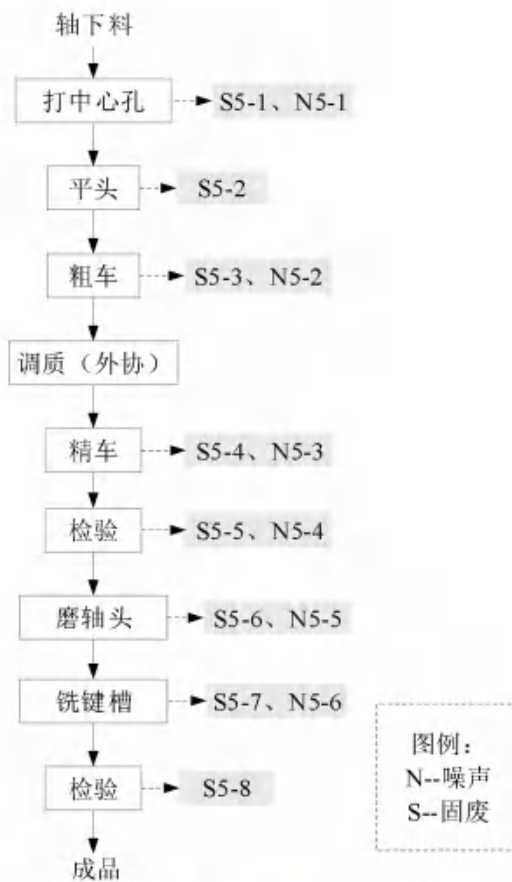 轴下料
打中心孔 S5-1、N5-1
平头 S5-2
粗车 S5-3、N5-2
调质（外协）
精车 S5-4、N5-3
检验 S5-5、N5-4
磨轴头 S5-6、N5-5
铣键槽 S5-7、N5-6
检验 S5-8
成品
图例：
N--噪声
S--固废